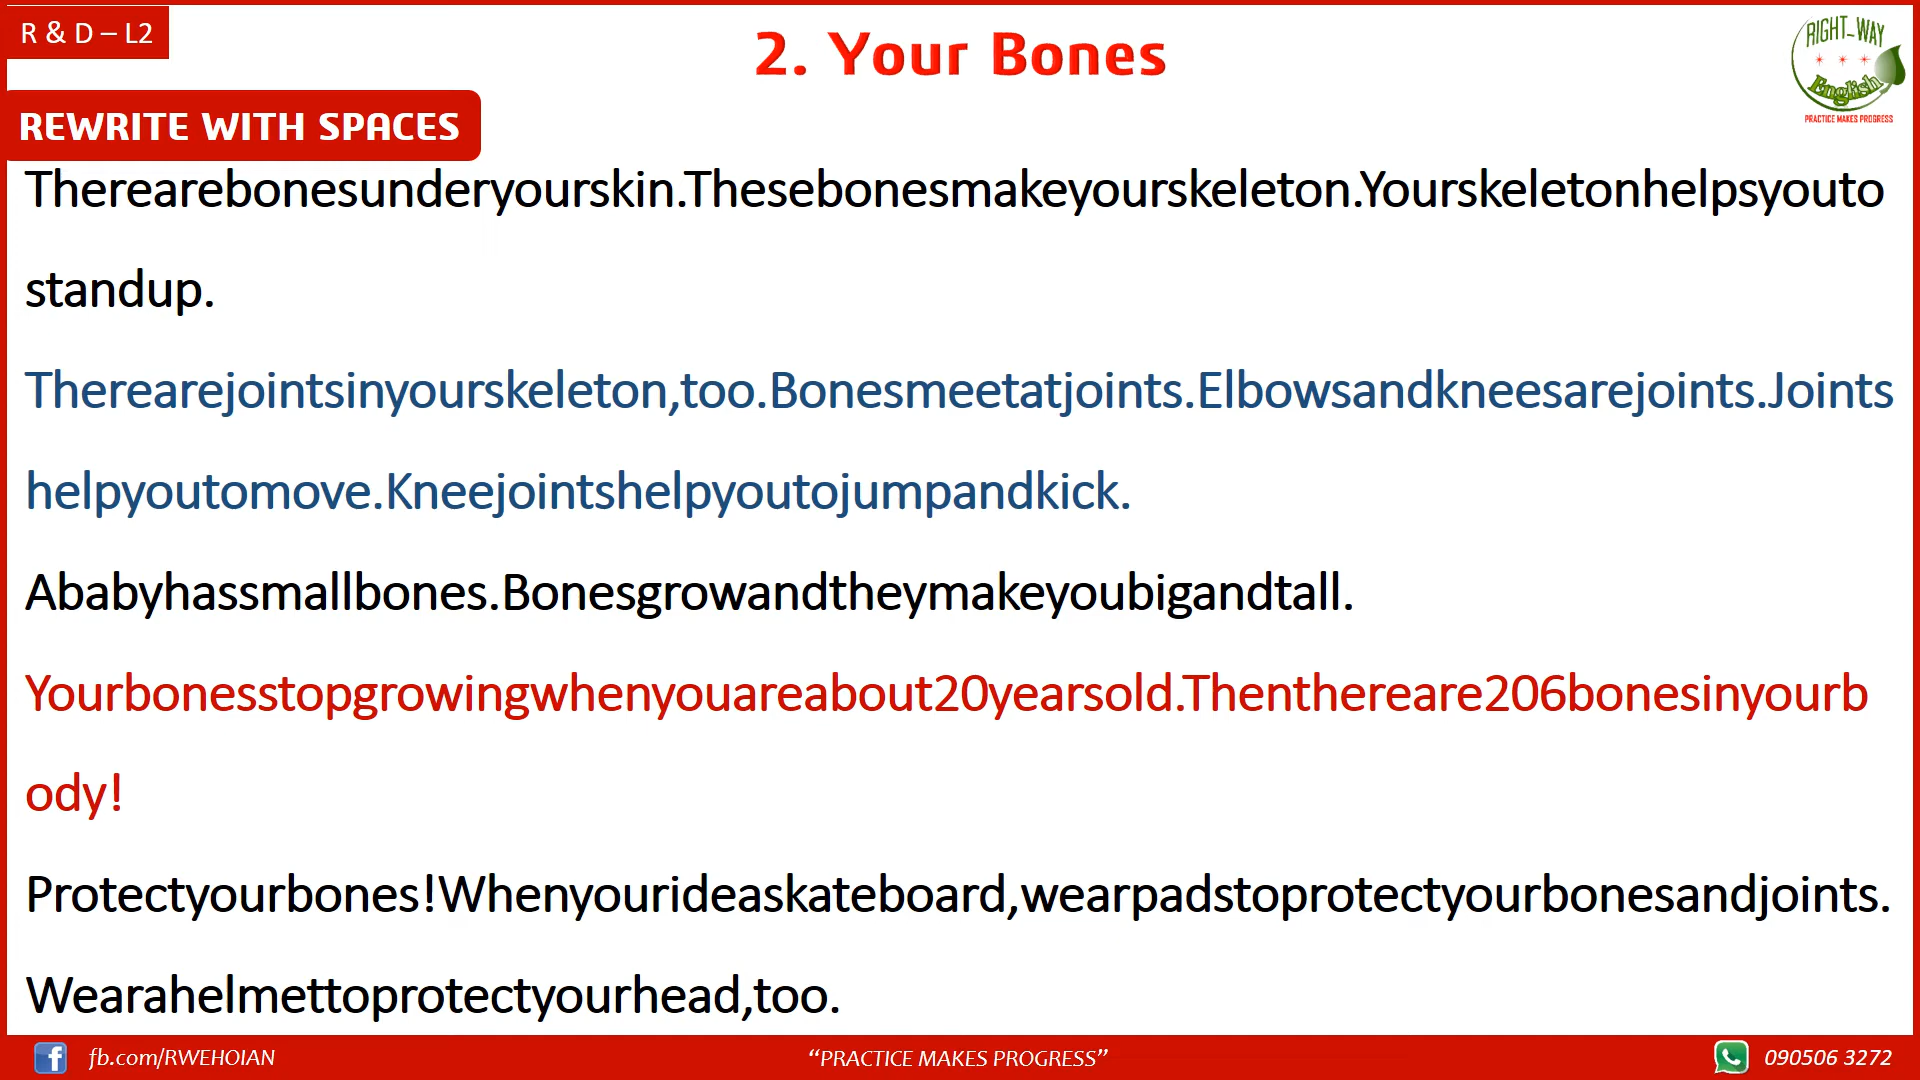 R & D – L2
2. Your Bones
RIGHT-WAY
English
PRACTICE MAKES PROGRESS
REWRITE WITH SPACES
Therearebonesunderyourskin.Thesebonesmakeyourskeleton.Yourskeletonhelpsyouto
standup.
Therearejointsinyourskeleton,too.Bonesmeetatjoints.Elbowsandkneesarejoints.Joints
helpyoutomove.Kneejointshelpyoutojumpandkick.
Ababyhassmallbones.Bonesgrowandtheymakeyoubigandtall.
Yourbonesstopgrowingwhenyouareabout20yearsold.Thenthereare206bonesinyourb
ody!
Protectyourbones!Whenyourideaskateboard,wearpadstoprotectyourbonesandjoints.
Wearahelmettoprotectyourhead,too.
f fb.com/RWEHOIAN
“PRACTICE MAKES PROGRESS”
090506 3272